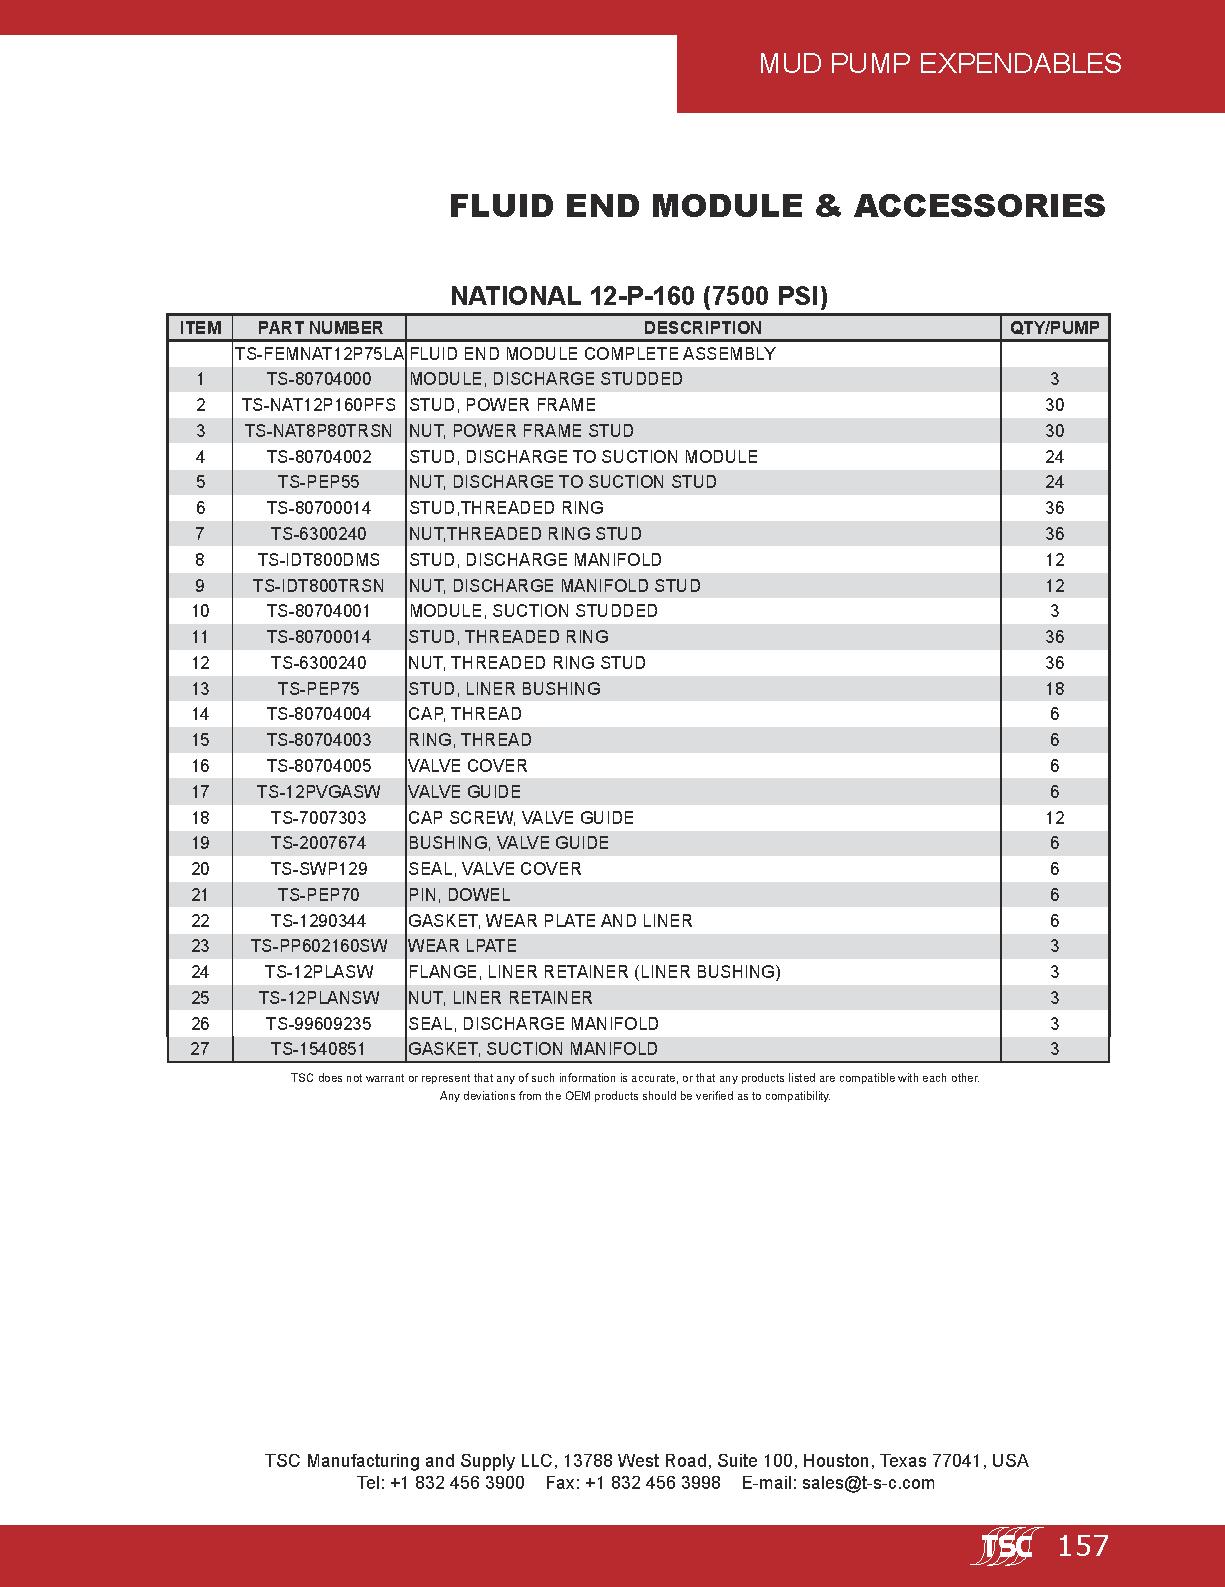 MUD PUMP EXPENDABLES
FLUID END MODULE & ACCESSORIES
NATIONAL 12-P-160 (7500 PSI)
ITEM PART NUMBER DESCRIPTION QTY/PUMP
TS-FEMNAT12P75LA FLUID END MODULE COMPLETE ASSEMBLY
1 TS-80704000 MODULE, DISCHARGE STUDDED 3
2 TS-NAT12P160PFS STUD, POWER FRAME 30
3 TS-NAT8P80TRSN NUT, POWER FRAME STUD 30
4 TS-80704002 STUD, DISCHARGE TO SUCTION MODULE 24
5 TS-PEP55 NUT, DISCHARGE TO SUCTION STUD 24
6 TS-80700014 STUD,THREADED RING 36
7 TS-6300240 NUT,THREADED RING STUD 36
8 TS-IDT800DMS STUD, DISCHARGE MANIFOLD 12
9 TS-IDT800TRSN NUT, DISCHARGE MANIFOLD STUD 12
10 TS-80704001 MODULE, SUCTION STUDDED 3
11 TS-80700014 STUD, THREADED RING 36
12 TS-6300240 NUT, THREADED RING STUD 36
13 TS-PEP75 STUD, LINER BUSHING 18
14 TS-80704004 CAP, THREAD 6
15 TS-80704003 RING, THREAD 6
16 TS-80704005 VALVE COVER 6
17 TS-12PVGASW VALVE GUIDE 6
18 TS-7007303 CAP SCREW, VALVE GUIDE 12
19 TS-2007674 BUSHING, VALVE GUIDE 6
20 TS-SWP129 SEAL, VALVE COVER 6
21 TS-PEP70 PIN, DOWEL 6
22 TS-1290344 GASKET, WEAR PLATE AND LINER 6
23 TS-PP602160SW WEAR LPATE 3
24 TS-12PLASW FLANGE, LINER RETAINER (LINER BUSHING) 3
25 TS-12PLANSW NUT, LINER RETAINER 3
26 TS-99609235 SEAL, DISCHARGE MANIFOLD 3
27 TS-1540851 GASKET, SUCTION MANIFOLD 3
TSC does not warrant or represent that any of such information is accurate, or that any products listed are compatible with each other.
Any deviations from the OEM products should be verified as to compatibility.
TSC Manufacturing and Supply LLC, 13788 West Road, Suite 100, Houston, Texas 77041, USA
Tel: +1 832 456 3900 Fax: +1 832 456 3998 E-mail: sales@t-s-c.com
TSC 157